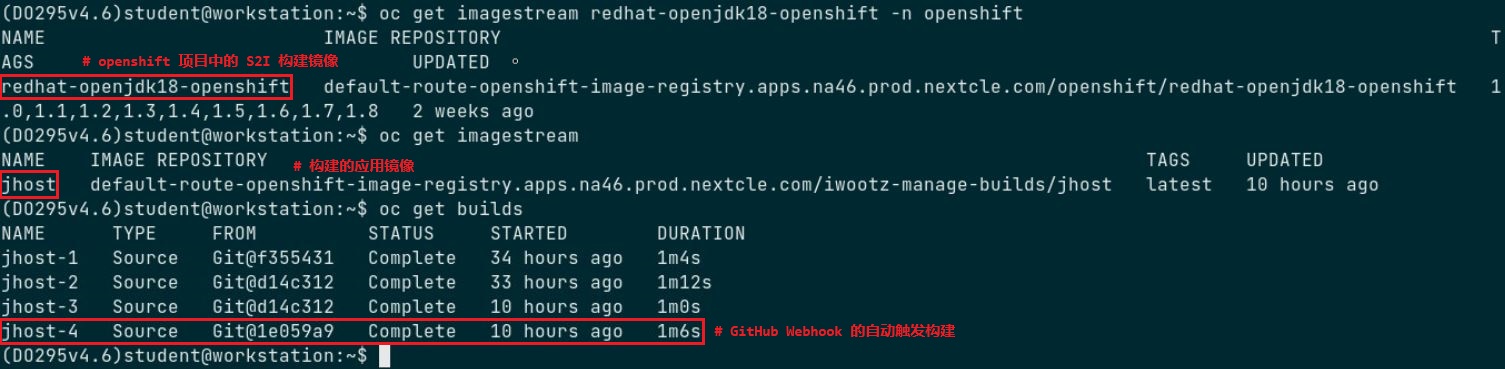 (DO295v4.6)student@workstation:~$ oc get imagestream redhat-openjdk18-openshift -n openshift
NAME IMAGE REPOSITORY T
AGS # openshift 项目中的 S2I 构建镜像 UPDATED 。
redhat-openjdk18-openshift default-route-openshift-image-registry.apps.na46.prod.nextcle.com/openshift/redhat-openjdk18-openshift 1
.0,1.1,1.2,1.3,1.4,1.5,1.6,1.7,1.8 2 weeks ago
(DO295v4.6)student@workstation:~$ oc get imagestream
NAME IMAGE REPOSITORY # 构建的应用镜像 TAGS UPDATED
jhost default-route-openshift-image-registry.apps.na46.prod.nextcle.com/iwootz-manage-builds/jhost latest 10 hours ago
(DO295v4.6)student@workstation:~$ oc get builds
NAME TYPE FROM STATUS STARTED DURATION
jhost-1 Source Git@f355431 Complete 34 hours ago 1m4s
jhost-2 Source Git@d14c312 Complete 33 hours ago 1m12s
jhost-3 Source Git@d14c312 Complete 10 hours ago 1m0s
jhost-4 Source Git@1e059a9 Complete 10 hours ago 1m6s # GitHub Webhook 的自动触发构建
(DO295v4.6)student@workstation:~$